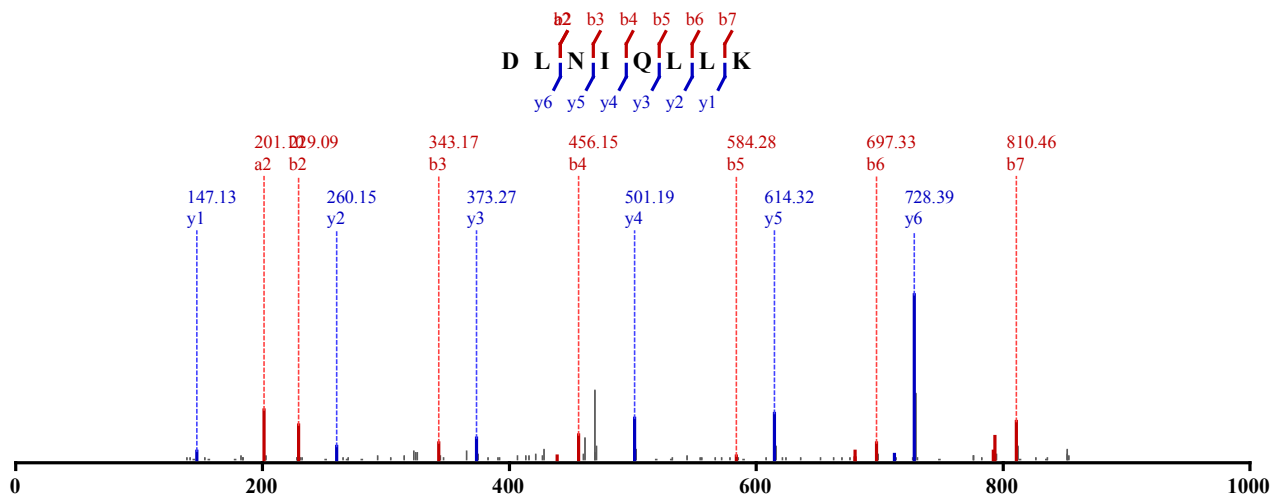 a2 b2 b3 b4 b5 b6 b7
D L N I Q L L K
y6 y5 y4 y3 y2 y1
201.10 229.09 343.17 456.15 584.28 697.33 810.46
a2 b2 b3 b4 b5 b6 b7
147.13 260.15 373.27 501.19 614.32 728.39
y1 y2 y3 y4 y5 y6
0 200 400 600 800 1000